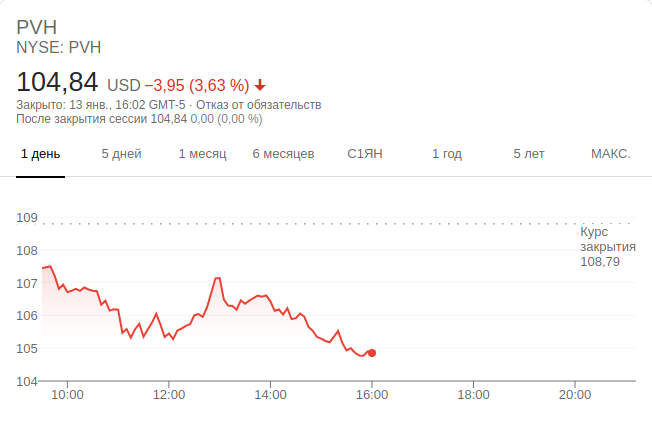 PVH
NYSE: PVH
104,84 USD −3,95 (3,63 %)
Закрыто: 13 янв., 16:02 GMT-5 · Отказ от обязательств
После закрытия сессии 104,84 0,00 (0,00 %)
1 день 5 дней 1 месяц 6 месяцев С1ЯН 1 год 5 лет МАКС.
109
Курс
закрытия
108,79
108
107
106
105
104
10:00 12:00 14:00 16:00 18:00 20:00